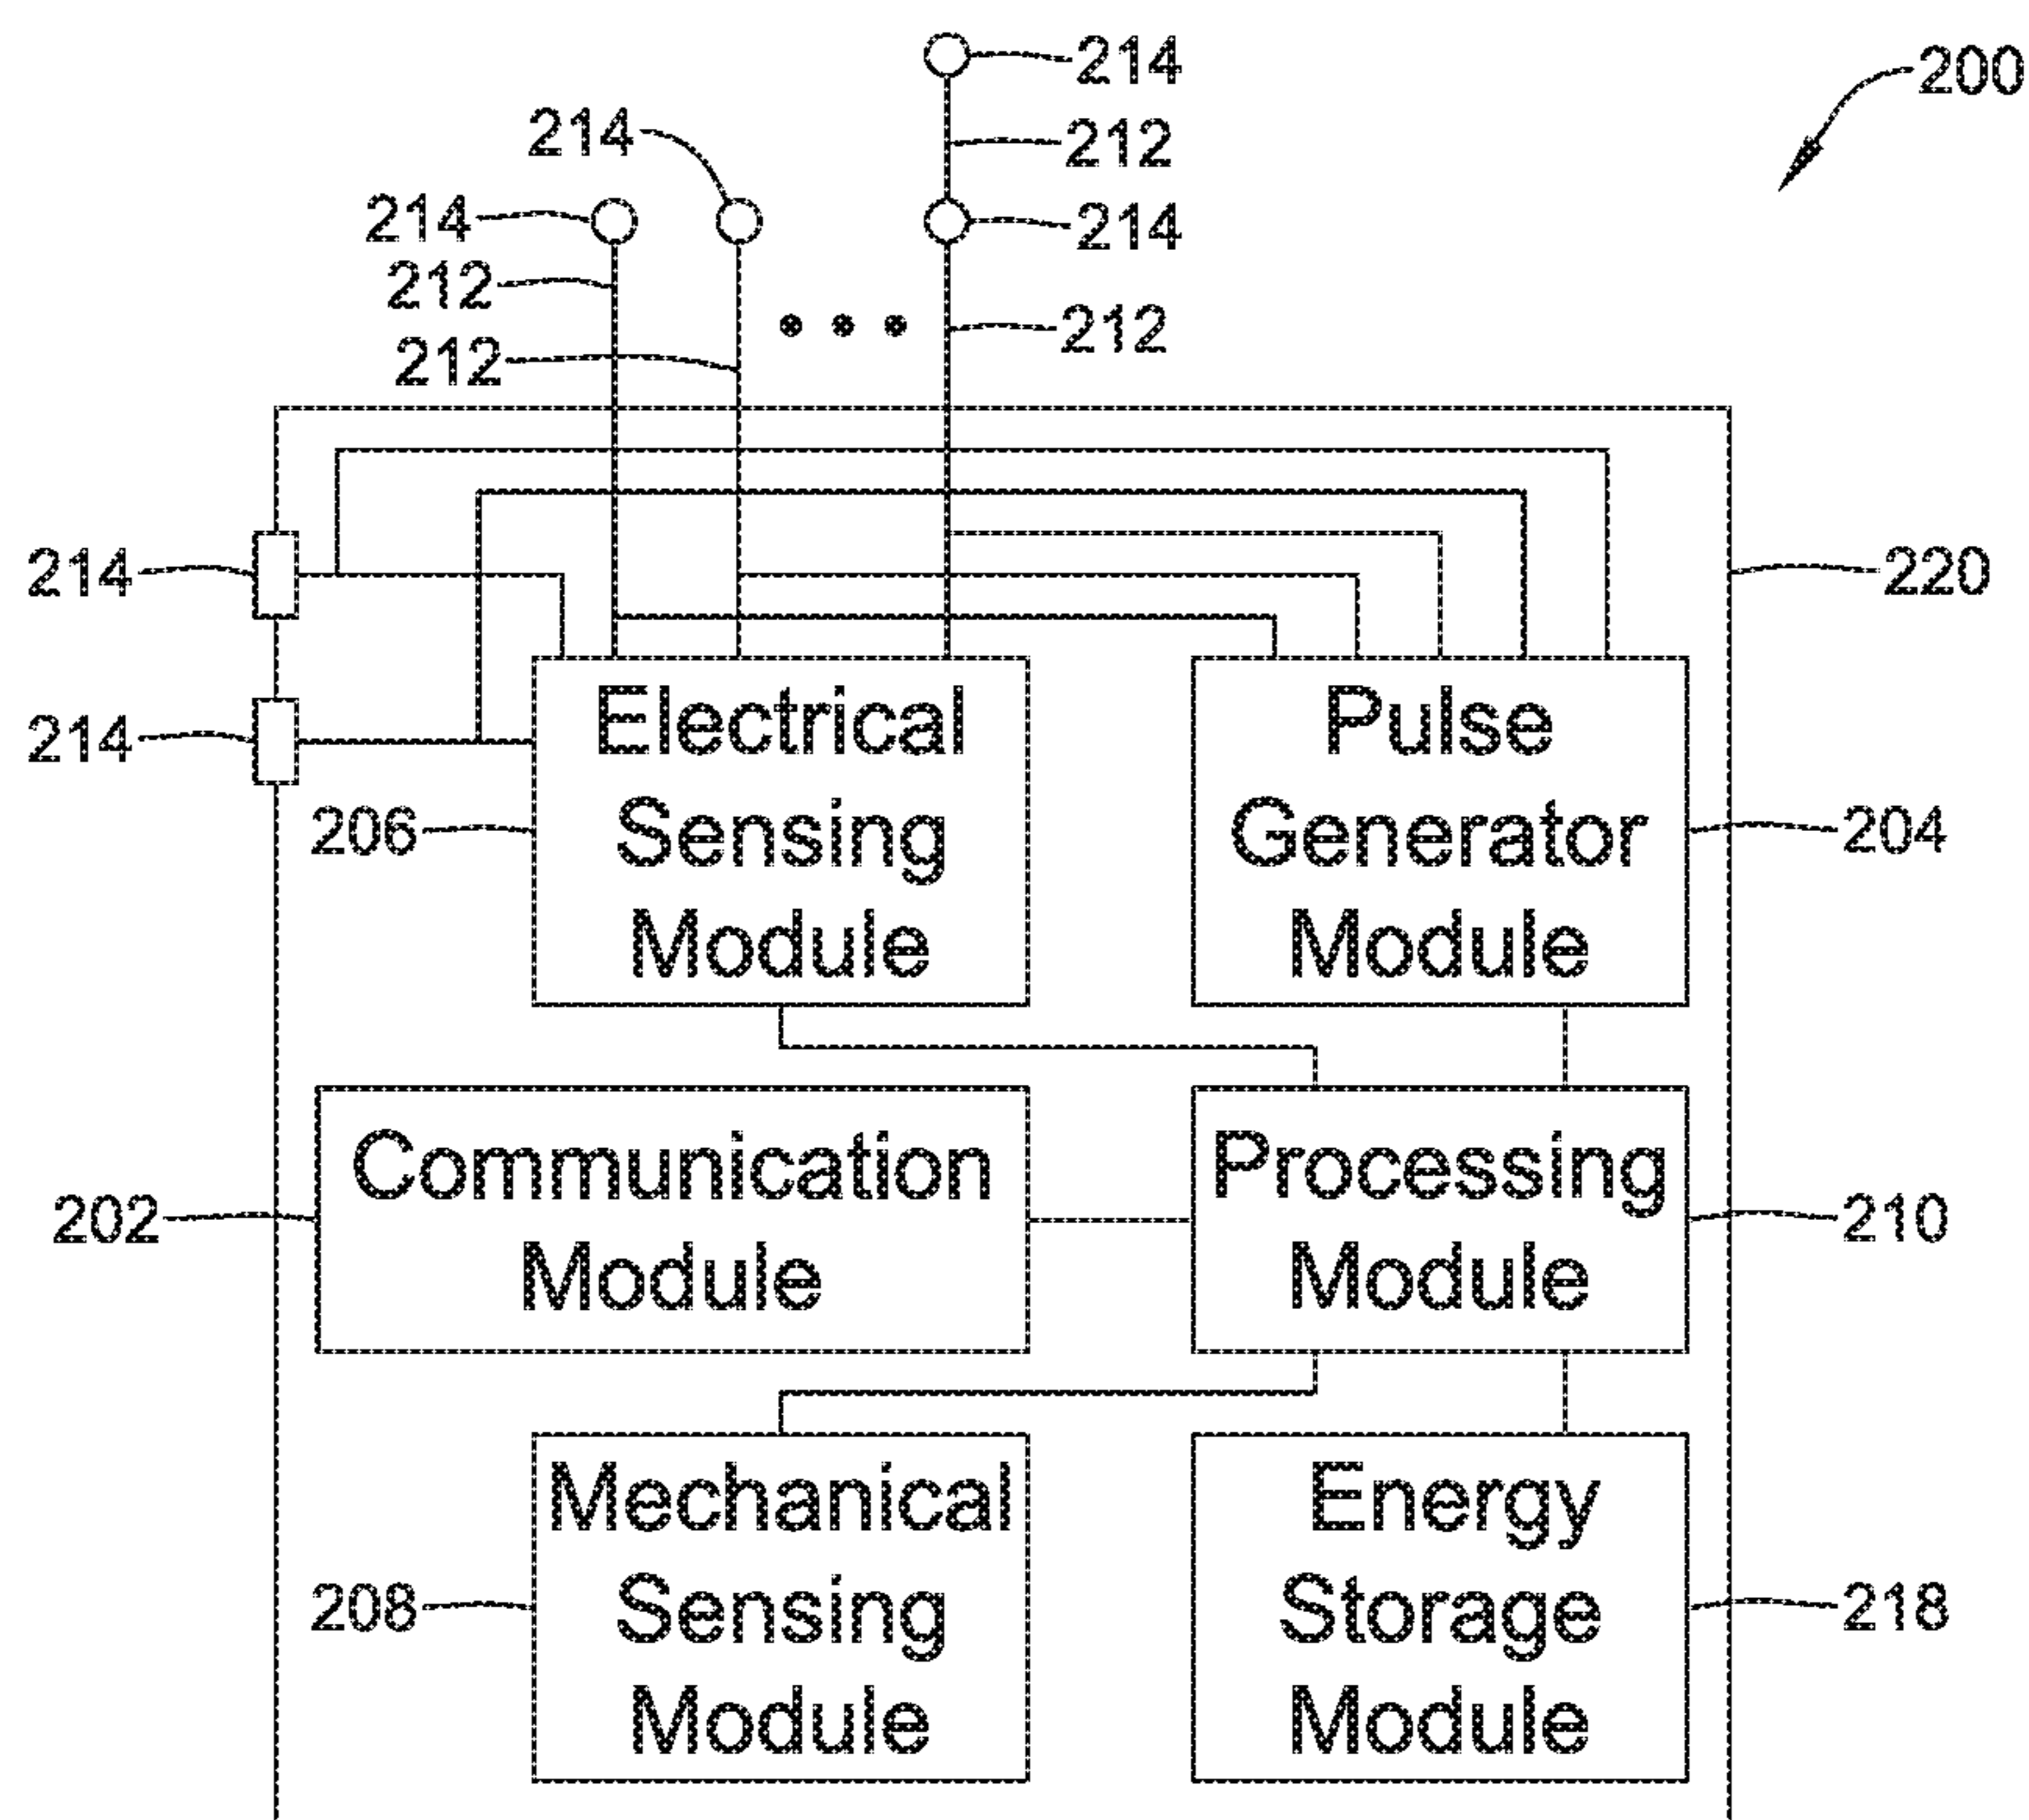 214
200
214
212
214
214
212
212
212
214
220
214
Electrical
Sensing
Module
206
Pulse
Generator
Module
204
Communication
Module
202
Processing
Module
210
Mechanical
Sensing
Module
208
Energy
Storage
Module
218